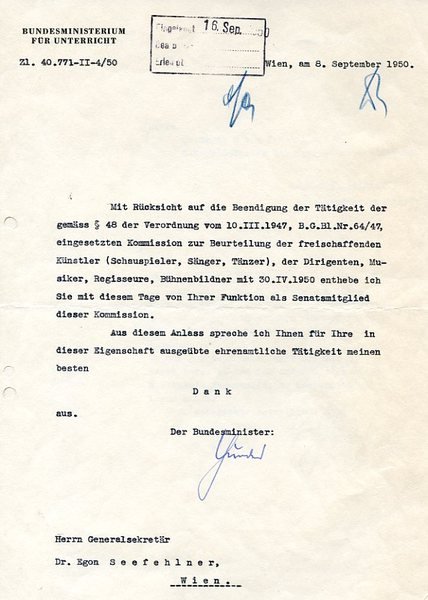 BUNDESMINISTERIUM
FÜR UNTERRICHT
Zl. 40.771-II-4/50
Eingelangt 16. Sep. 1950
Wien, am 8. September 1950.
Mit Rücksicht auf die Beendigung der Tätigkeit der
gemäss § 48 der Verordnung vom 10.III.1947, B.G.Bl.Nr.64/47,
eingesetzten Kommission zur Beurteilung der freischaffenden
Künstler (Schauspieler, Sänger, Tänzer), der Dirigenten, Mu-
siker, Regisseure, Bühnenbildner mit 30.IV.1950 enthebe ich
Sie mit diesem Tage von Ihrer Funktion als Senatsmitglied
dieser Kommission.
Aus diesem Anlass spreche ich Ihnen für Ihre in
dieser Eigenschaft ausgeübte ehrenamtliche Tätigkeit meinen
besten
D a n k
aus.
Der Bundesminister:
Herrn Generalsekretär
Dr. Egon S e e f e h l n e r,
W i e n .